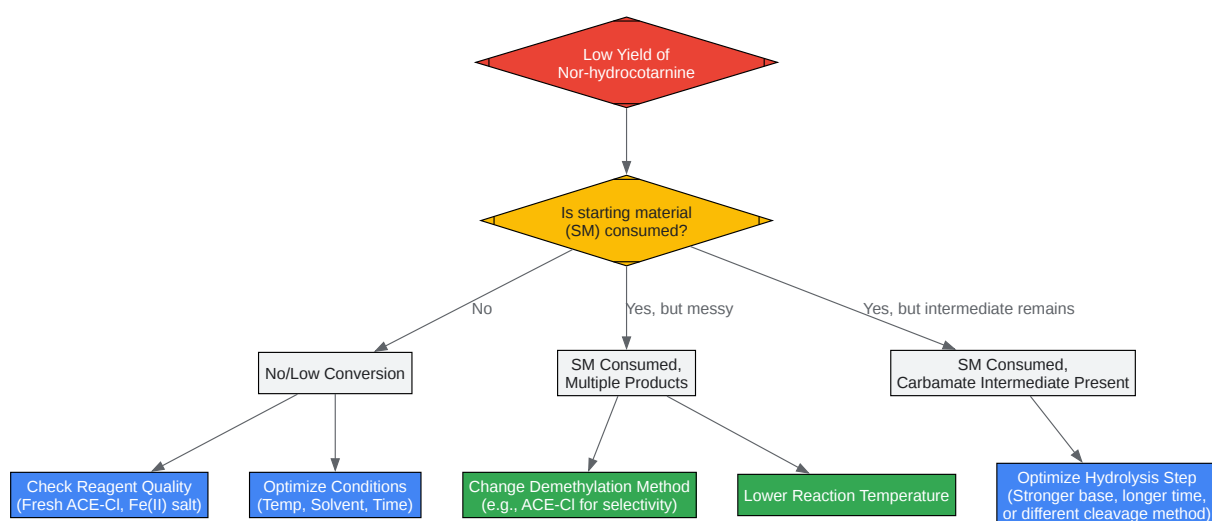 Low Yield of
Nor-hydrocotarnine
Is starting material
(SM) consumed?
No
Yes, but messy
Yes, but intermediate remains
No/Low Conversion
SM Consumed,
Multiple Products
SM Consumed,
Carbamate Intermediate Present
Check Reagent Quality
(Fresh ACE-Cl, Fe(II) salt)
Optimize Conditions
(Temp, Solvent, Time)
Change Demethylation Method
(e.g., ACE-Cl for selectivity)
Lower Reaction Temperature
Optimize Hydrolysis Step
(Stronger base, longer time,
or different cleavage method)